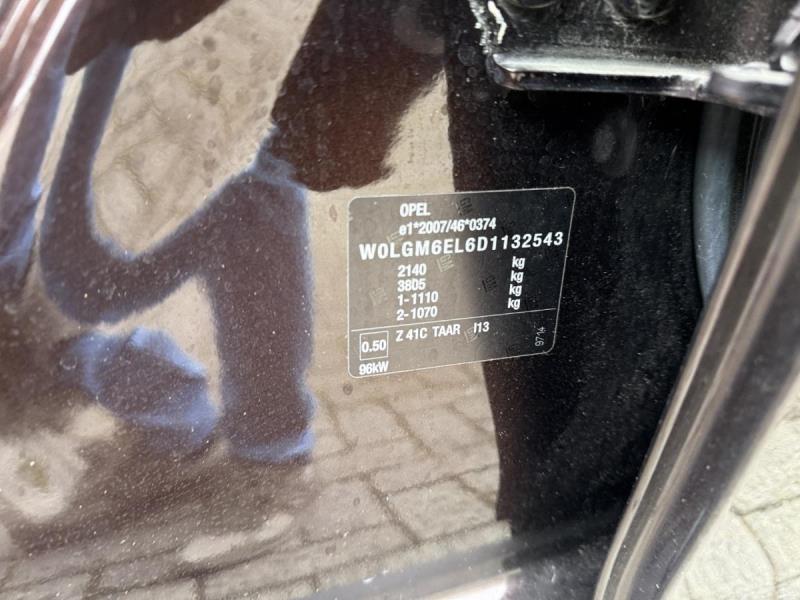 OPEL
e1*2007/46*0374
W0LGM6EL6D1132543
2140 kg
3805 kg
1-1110 kg
2-1070 kg
0.50 Z 41C TAAR I13
96kW
9714